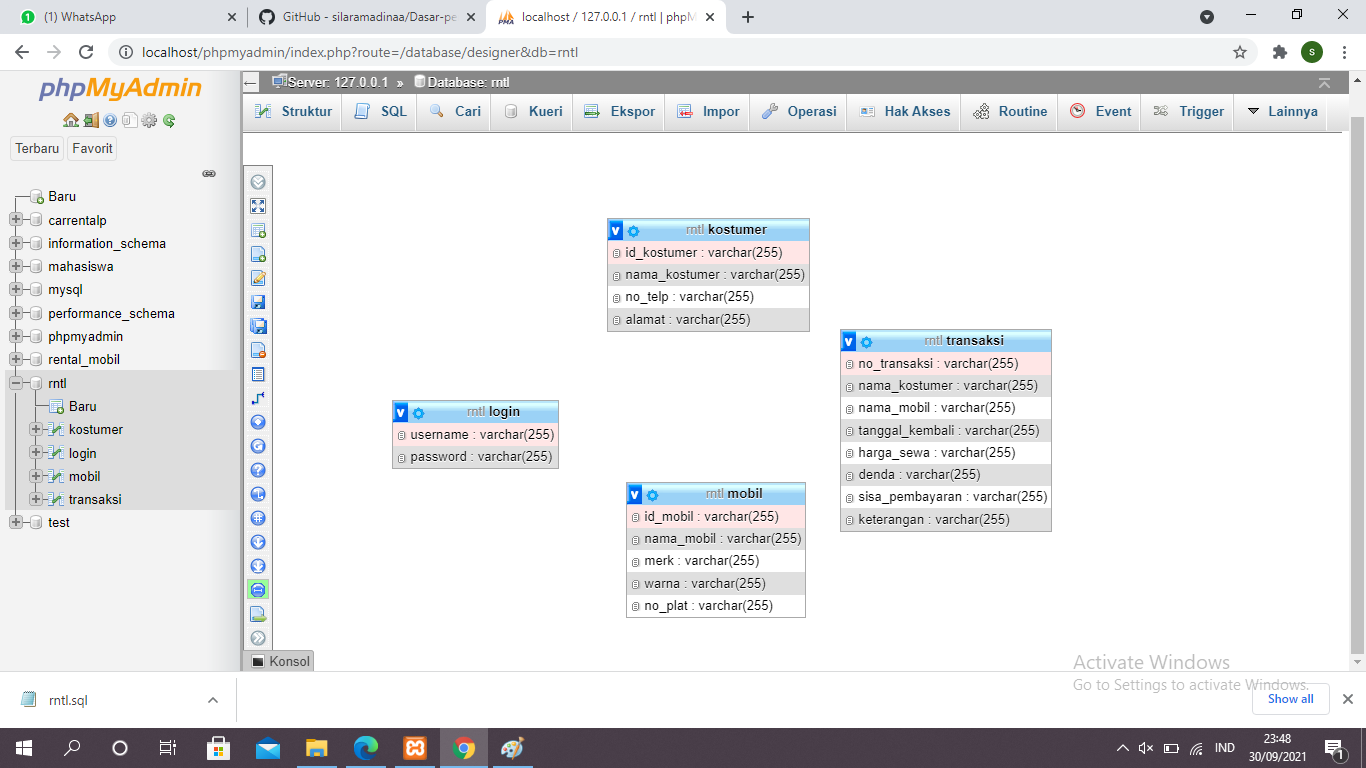 (1) WhatsApp
GitHub - silaramadinaa/Dasar-pe
localhost / 127.0.0.1 / rntl | phpM
localhost/phpmyadmin/index.php?route=/database/designer&db=rntl
s
phpMyAdmin
Terbaru
Favorit
Baru
carrentalp
information_schema
mahasiswa
mysql
performance_schema
phpmyadmin
rental_mobil
rntl
Baru
kostumer
login
mobil
transaksi
test
Server: 127.0.0.1 » Database: rntl
Struktur
SQL
Cari
Kueri
Ekspor
Impor
Operasi
Hak Akses
Routine
Event
Trigger
Lainnya
v rntl kostumer
id_kostumer : varchar(255)
nama_kostumer : varchar(255)
no_telp : varchar(255)
alamat : varchar(255)
v rntl transaksi
no_transaksi : varchar(255)
nama_kostumer : varchar(255)
nama_mobil : varchar(255)
tanggal_kembali : varchar(255)
harga_sewa : varchar(255)
denda : varchar(255)
sisa_pembayaran : varchar(255)
keterangan : varchar(255)
v rntl login
username : varchar(255)
password : varchar(255)
v rntl mobil
id_mobil : varchar(255)
nama_mobil : varchar(255)
merk : varchar(255)
warna : varchar(255)
no_plat : varchar(255)
Konsol
Activate Windows
Go to Settings to activate Windows.
rntl.sql
Show all
IND
23:48
30/09/2021
1